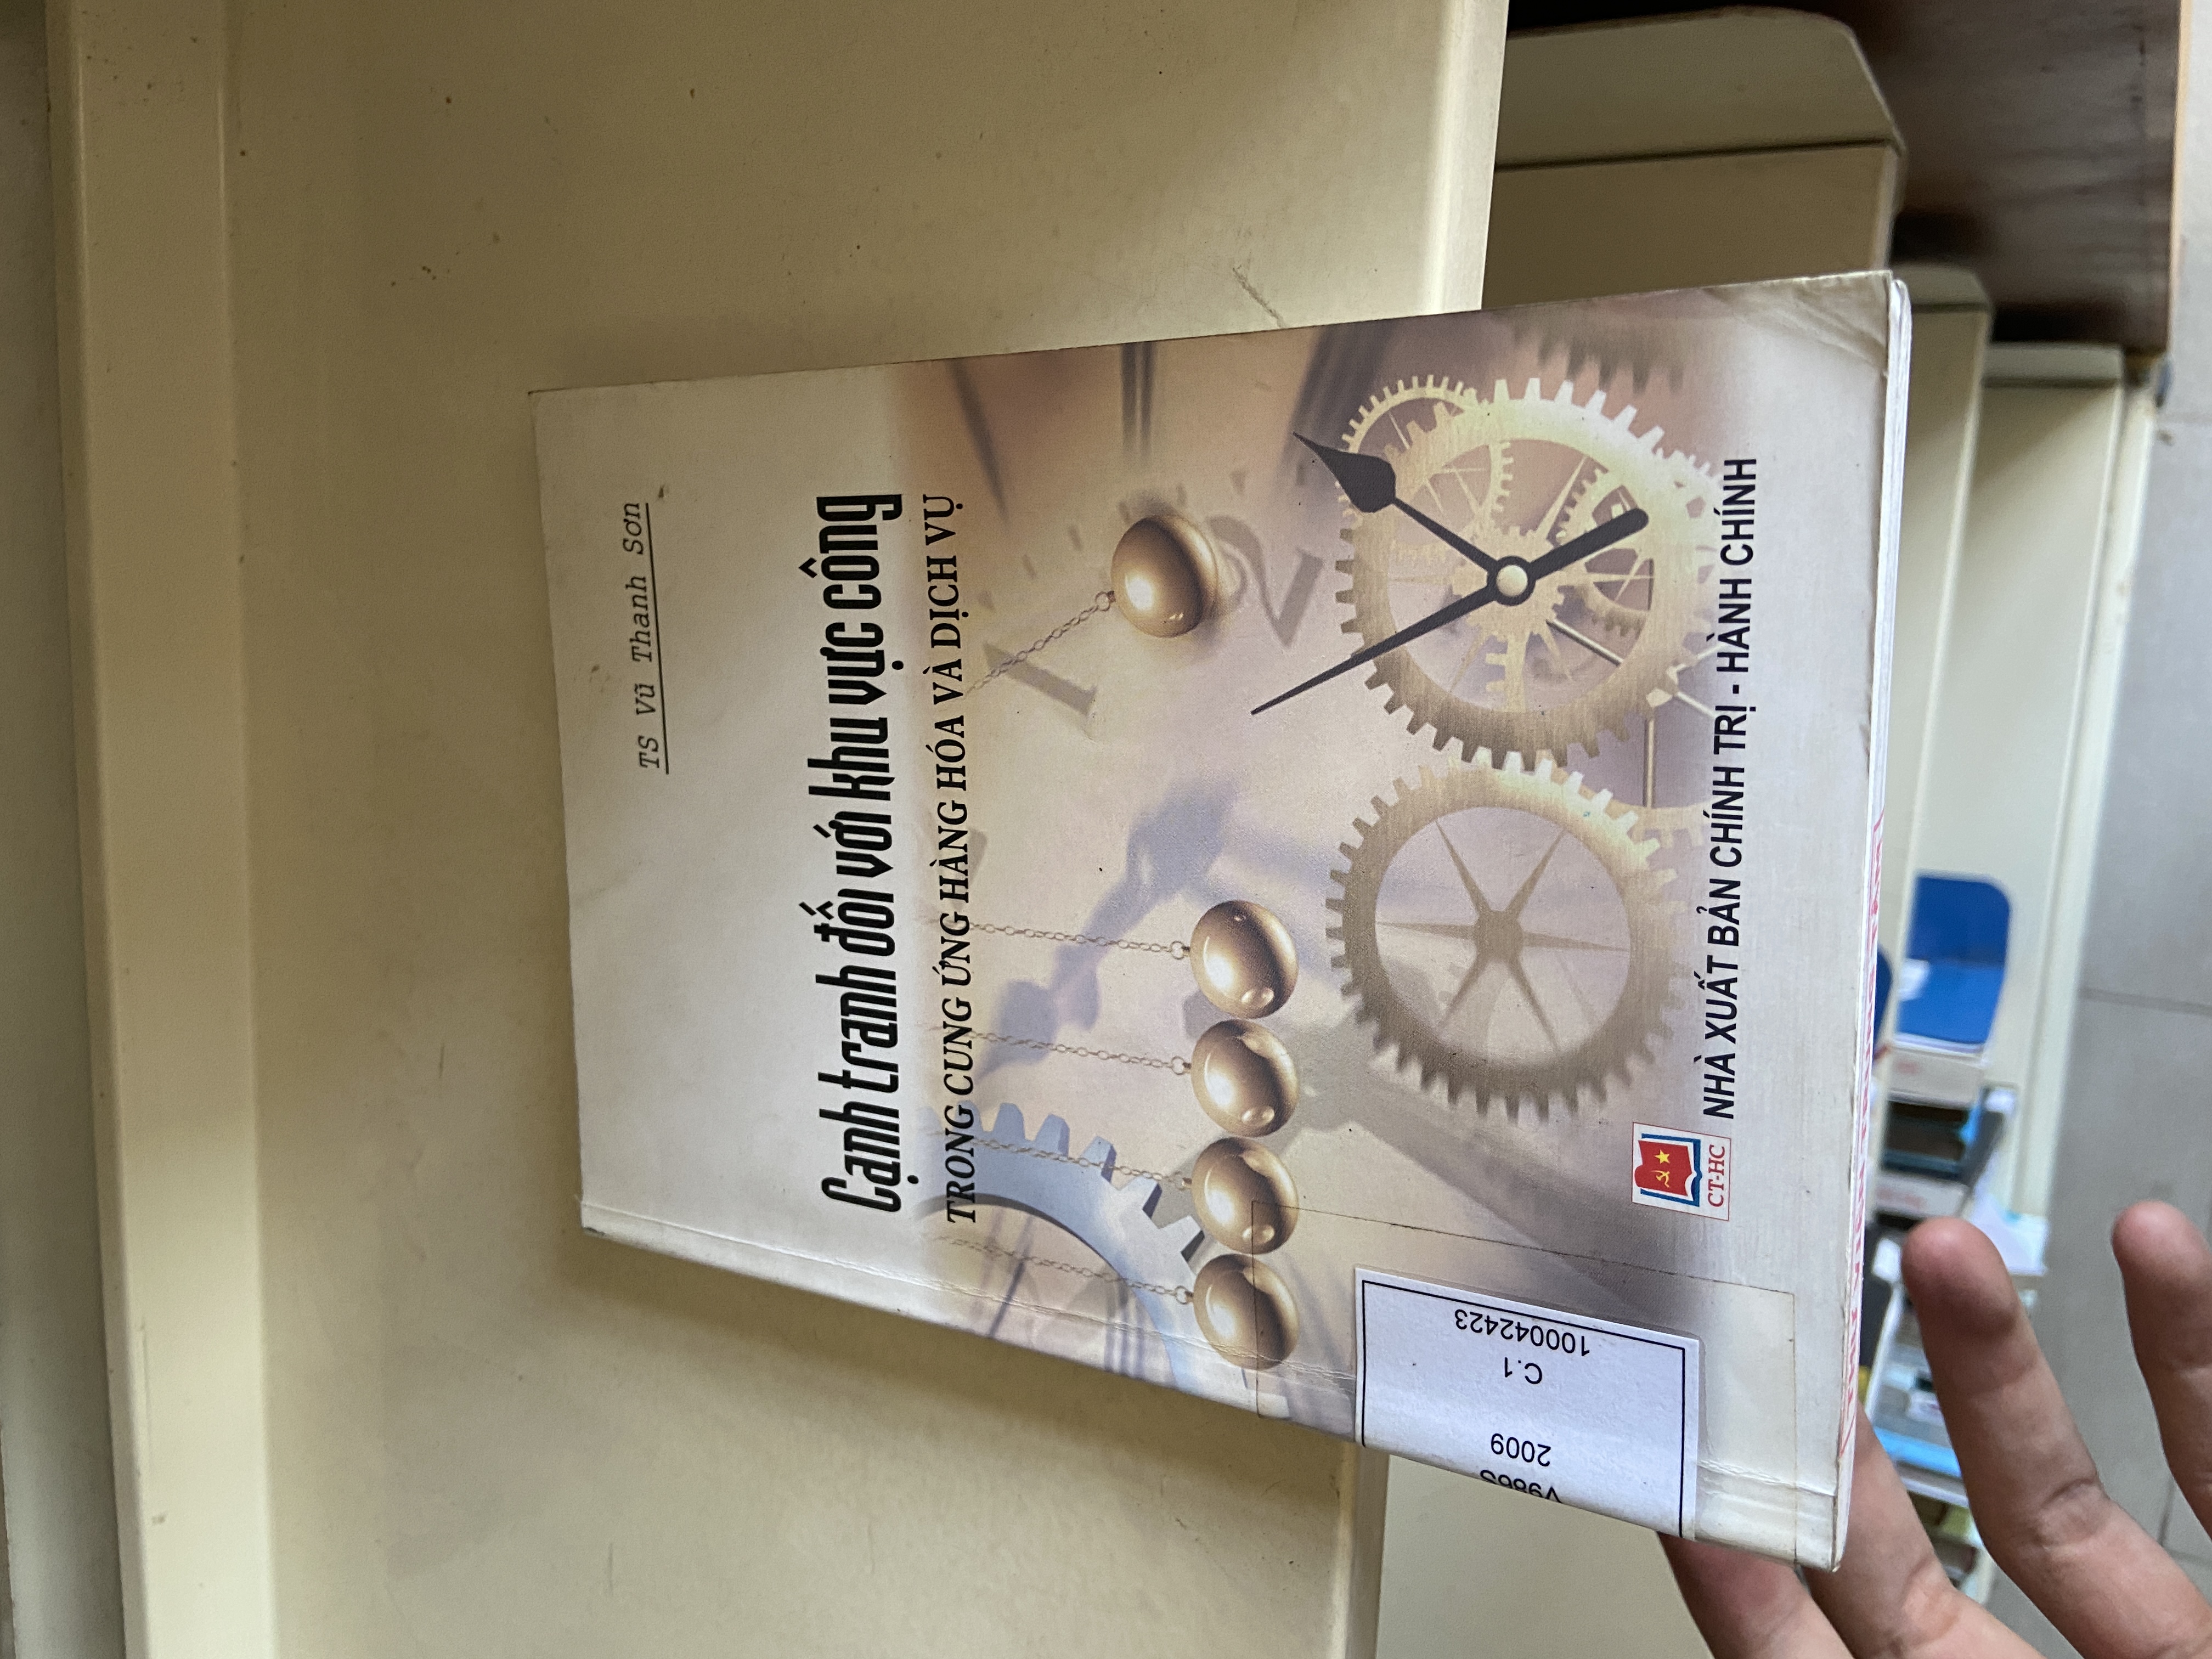 TS Vũ Thanh Sơn
Cạnh tranh đối với khu vực công
TRONG CUNG ỨNG HÀNG HÓA VÀ DỊCH VỤ
2009
C.1
100042423
CT-HC
NHÀ XUẤT BẢN CHÍNH TRỊ - HÀNH CHÍNH